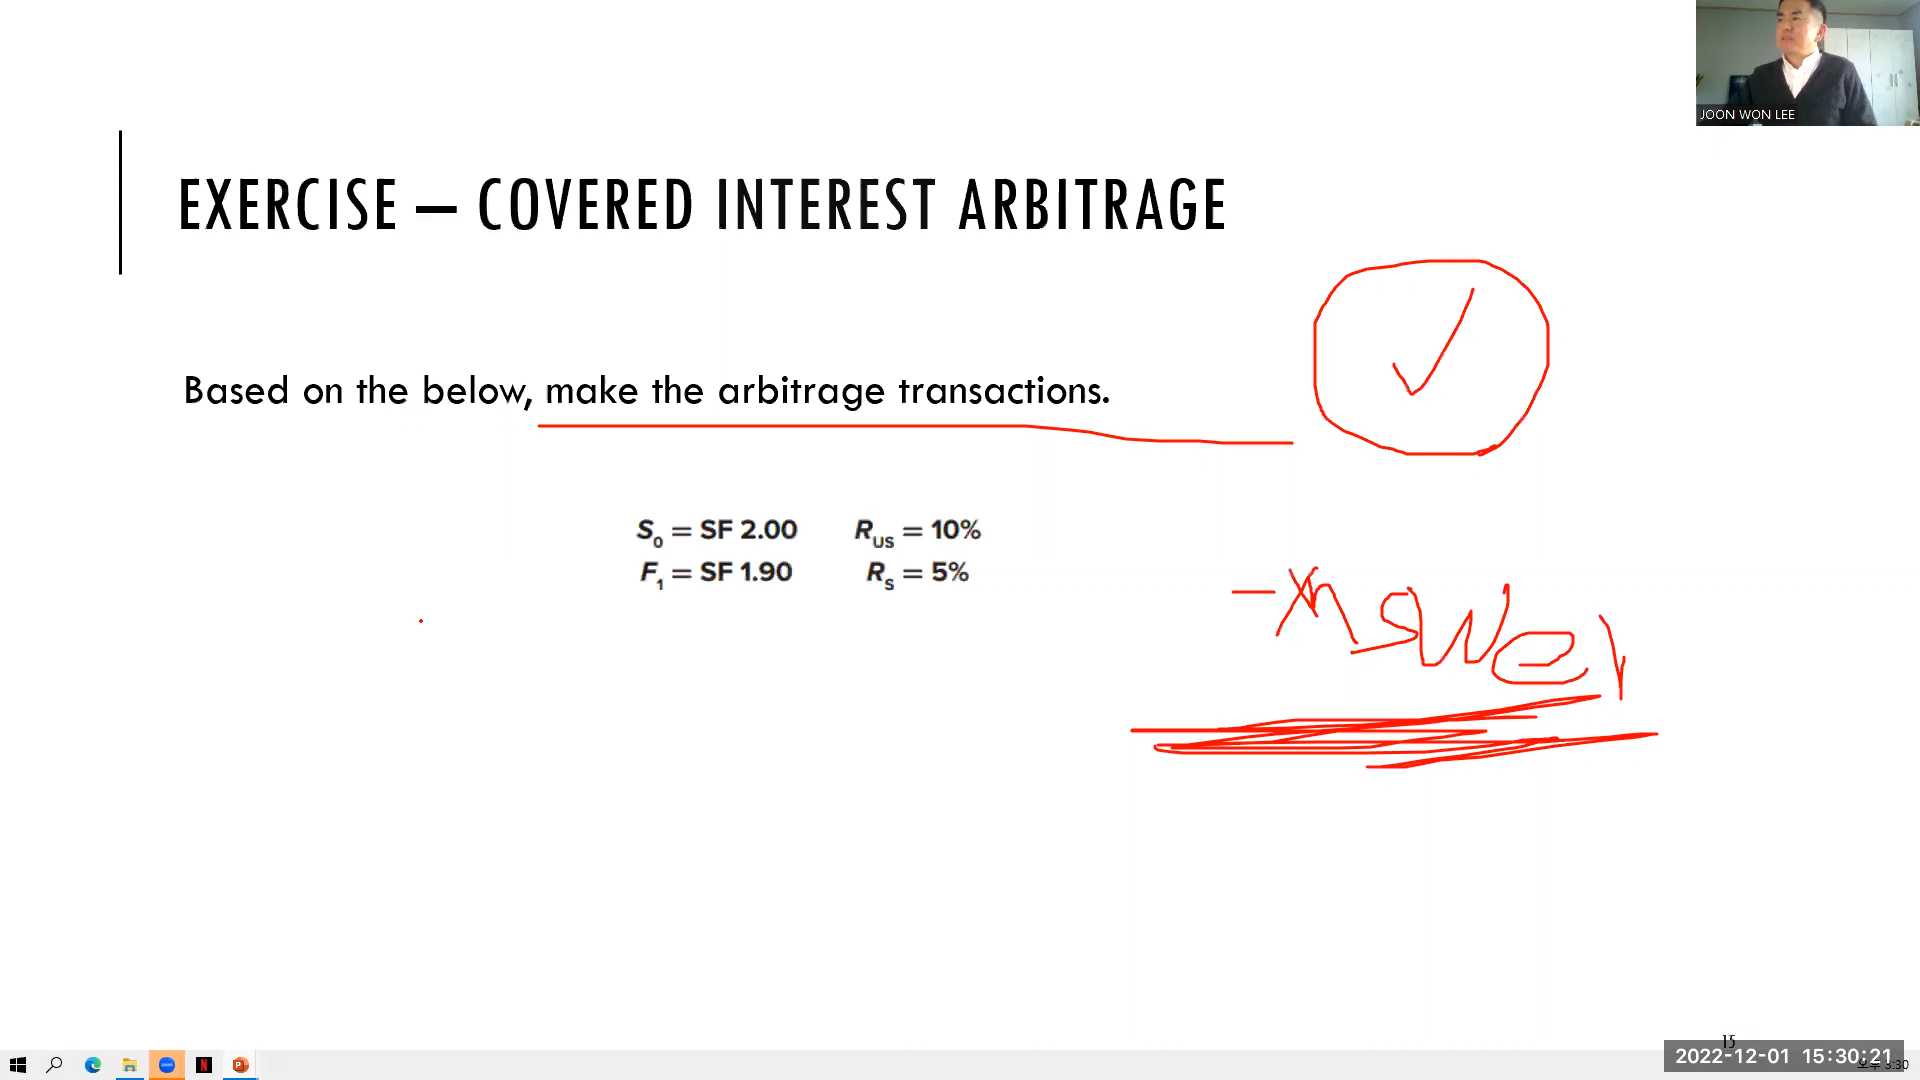 JOON WON LEE
EXERCISE – COVERED INTEREST ARBITRAGE
Based on the below, make the arbitrage transactions.
S0 = SF 2.00 RUS = 10%
F1 = SF 1.90 RS = 5%
Answer
15
2022-12-01 15:30:21